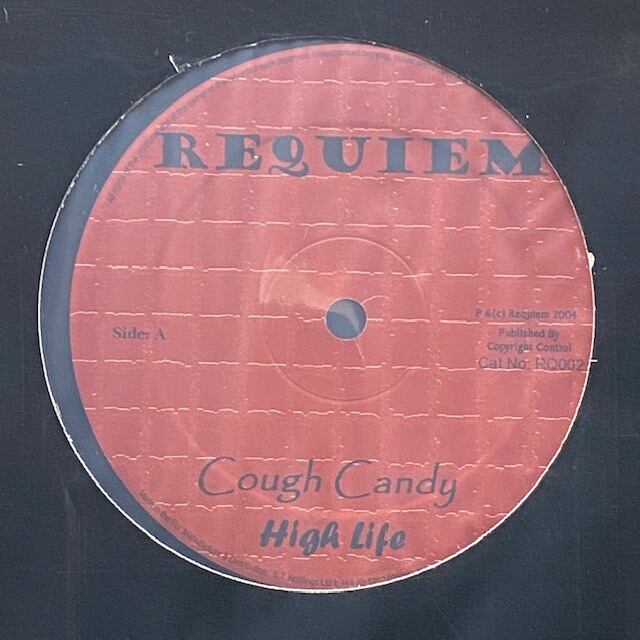 REQUIEM
Side: A
P &(c) Requiem 2004
Published By
Copyright Control
Cat No: RQ002
Cough Candy
High Life